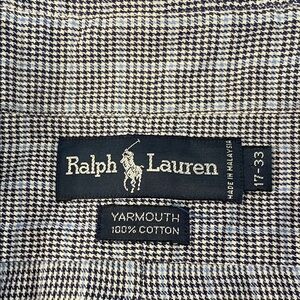 Ralph Lauren
MADE IN MALAYSIA
17-33
YARMOUTH
100% COTTON